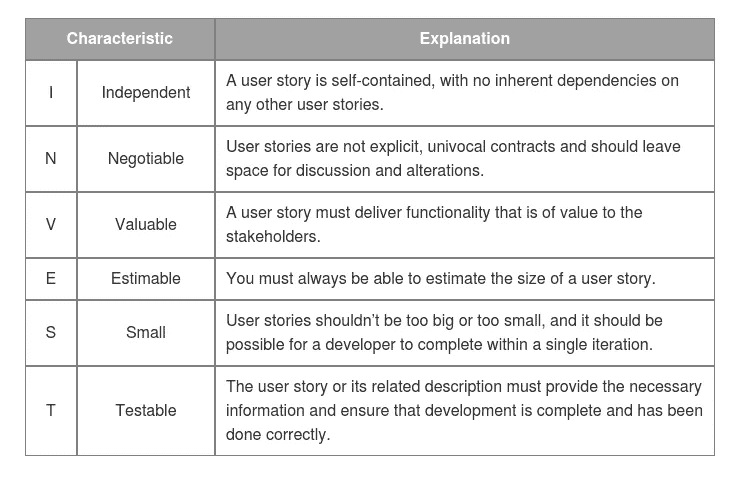 Characteristic Explanation
I Independent A user story is self-contained, with no inherent dependencies on
any other user stories.
N Negotiable User stories are not explicit, univocal contracts and should leave
space for discussion and alterations.
V Valuable A user story must deliver functionality that is of value to the
stakeholders.
E Estimable You must always be able to estimate the size of a user story.
S Small User stories shouldn’t be too big or too small, and it should be
possible for a developer to complete within a single iteration.
T Testable The user story or its related description must provide the necessary
information and ensure that development is complete and has been
done correctly.